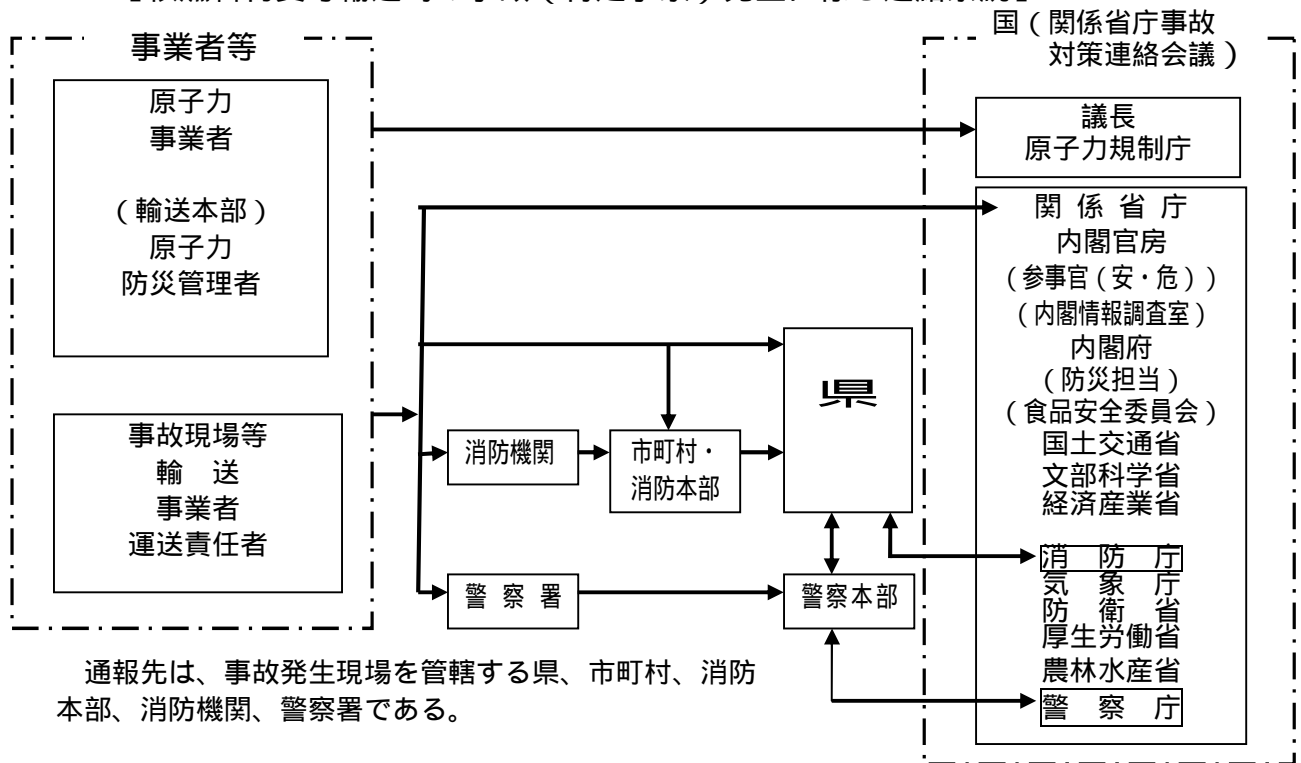 国(関係省庁事故
対策連絡会議)
事業者等
原子力
事業者
(輸送本部)
原子力
防災管理者
事故現場等
輸 送
事業者
運送責任者
議長
原子力規制庁
関 係 省 庁
内閣官房
(参事官(安・危))
(内閣情報調査室)
内閣府
(防災担当)
(食品安全委員会)
国土交通省
文部科学省
経済産業省
消 防 庁
気 象 庁
防 衛 省
厚生労働省
農林水産省
警 察 庁
県
消防機関
市町村・
消防本部
警 察 署
警察本部
通報先は、事故発生現場を管轄する県、市町村、消防
本部、消防機関、警察署である。